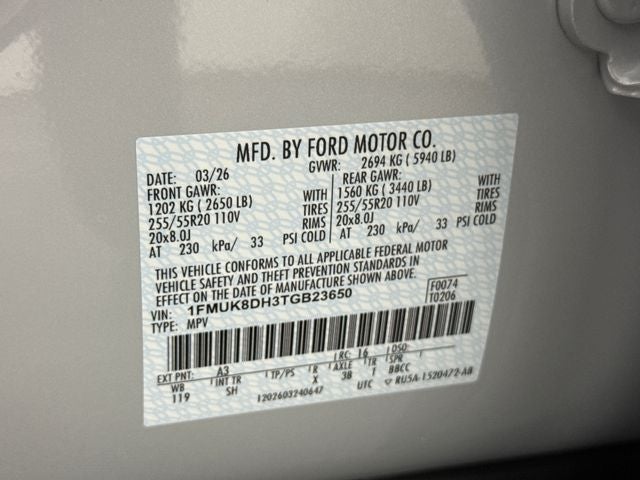 MFD. BY FORD MOTOR CO.
DATE: 03/26 GVWR: 2694 KG ( 5940 LB)
FRONT GAWR: REAR GAWR:
1202 KG ( 2650 LB) WITH 1560 KG ( 3440 LB) WITH
255/55R20 110V TIRES 255/55R20 110V TIRES
20x8.0J RIMS 20x8.0J RIMS
AT 230 kPa/ 33 PSI COLD AT 230 kPa/ 33 PSI COLD
THIS VEHICLE CONFORMS TO ALL APPLICABLE FEDERAL MOTOR
VEHICLE SAFETY AND THEFT PREVENTION STANDARDS IN
EFFECT ON THE DATE OF MANUFACTURE SHOWN ABOVE.
VIN: 1FMUK8DH3TGB23650 F0074
TYPE: MPV T0206
EXT PNT: A3 RC: 16 DSO:
WB INT TR TP/PS R AXLE TR SPR
119 SH X 3B I BBCC
1202603240647 UTC RU5A-1520472-AB